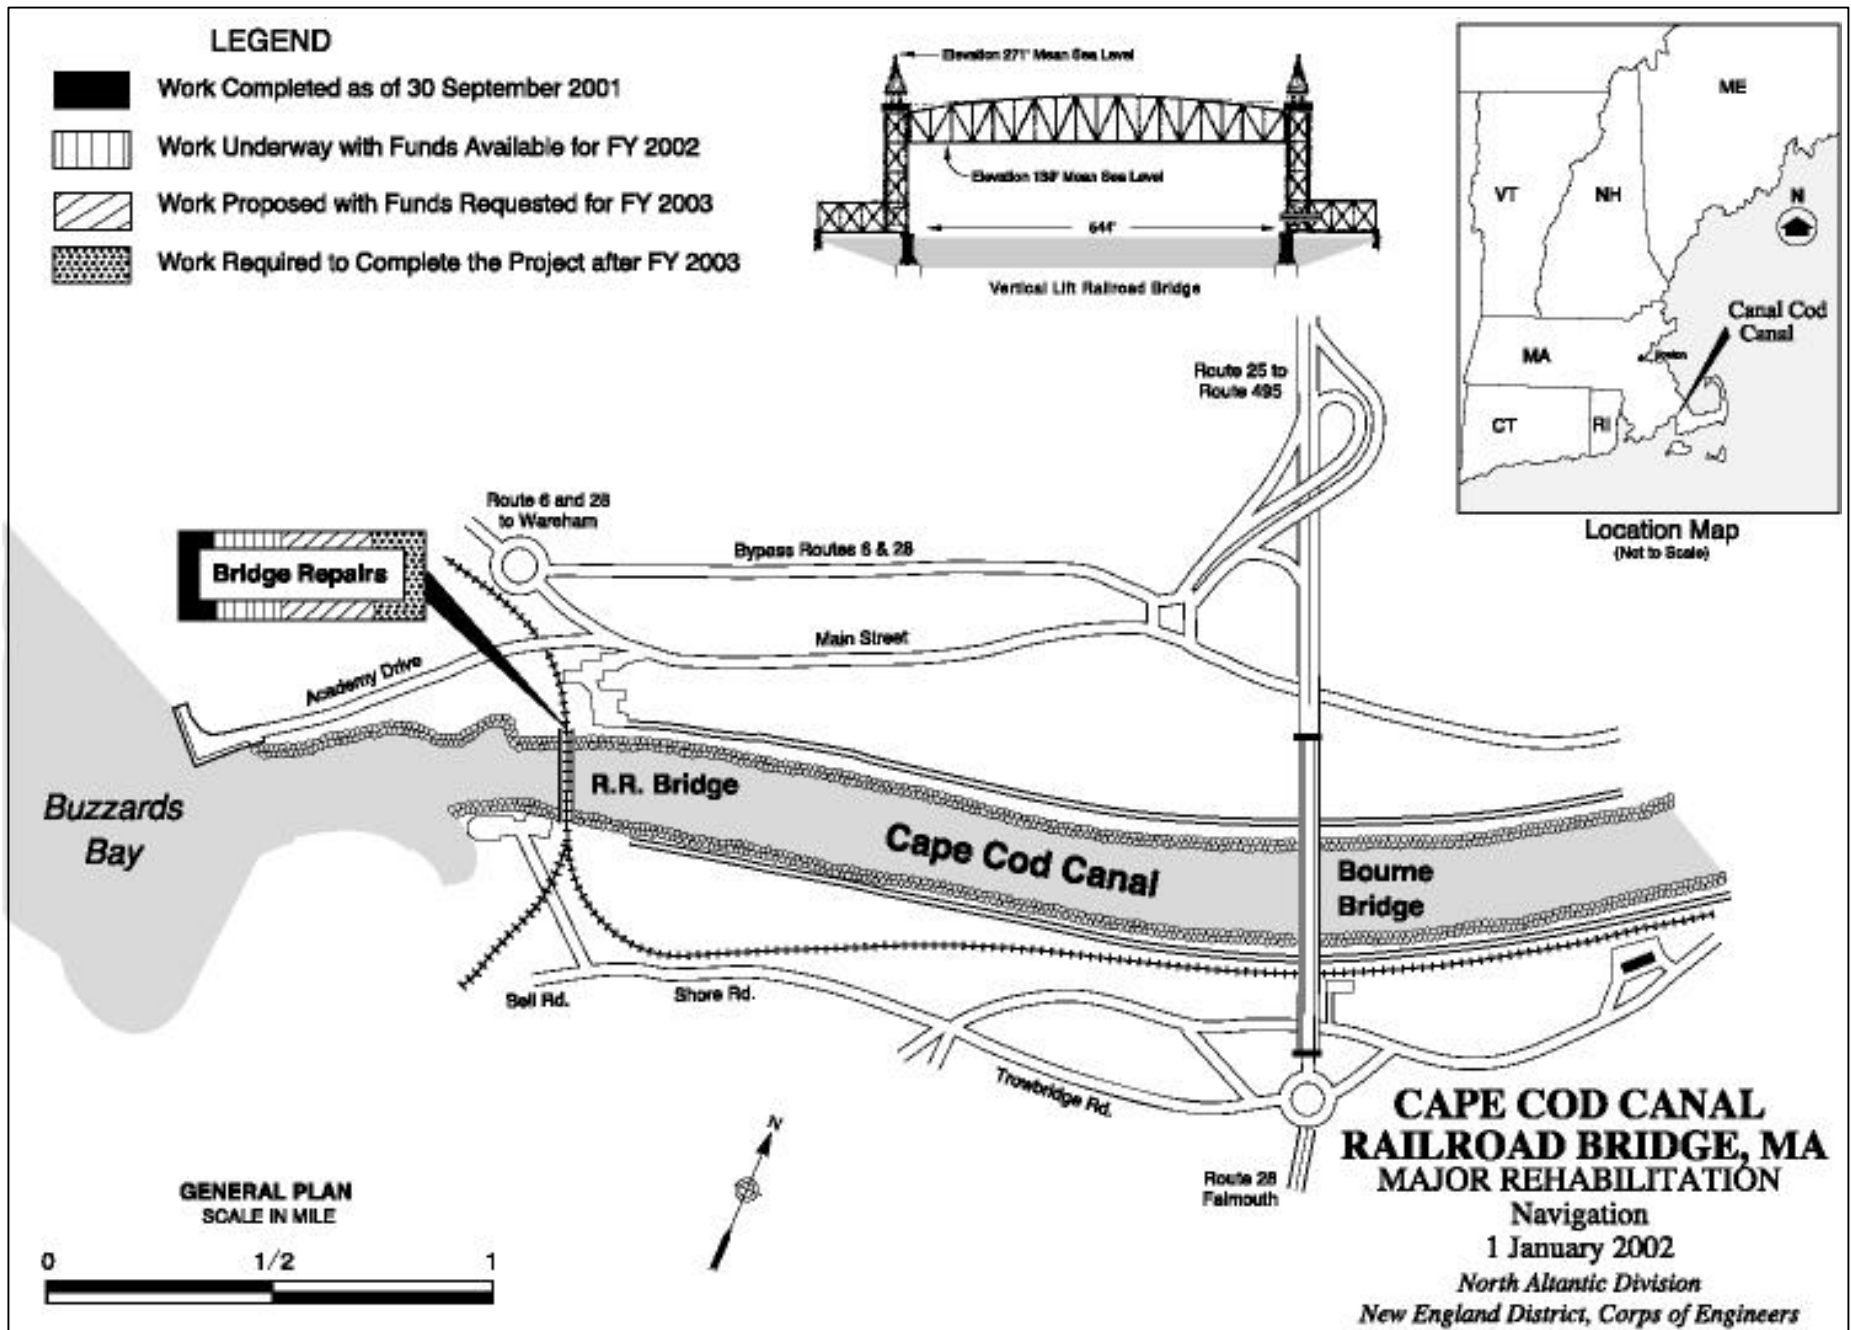 LEGEND
Work Completed as of 30 September 2001
Work Underway with Funds Available for FY 2002
Work Proposed with Funds Requested for FY 2003
Work Required to Complete the Project after FY 2003
Elevation 271' Mean Sea Level
Elevation Mean Sea Level
544'
Vertical Lift Railroad Bridge
ME
VT
NH
N
Canal Cod
Canal
MA
Boston
CT
RI
Location Map
(Not to Scale)
Route 25 to
Route 495
Route 6 and 28
to Wareham
Bypass Routes 6 & 28
Bridge Repairs
Main Street
Academy Drive
R.R. Bridge
Buzzards
Bay
Cape Cod Canal
Bourne
Bridge
Sell Rd.
Shore Rd.
Trowbridge Rd.
N
Route 28
Falmouth
GENERAL PLAN
SCALE IN MILE
0 1/2 1
CAPE COD CANAL
RAILROAD BRIDGE, MA
MAJOR REHABILITATION
Navigation
1 January 2002
North Altantic Division
New England District, Corps of Engineers